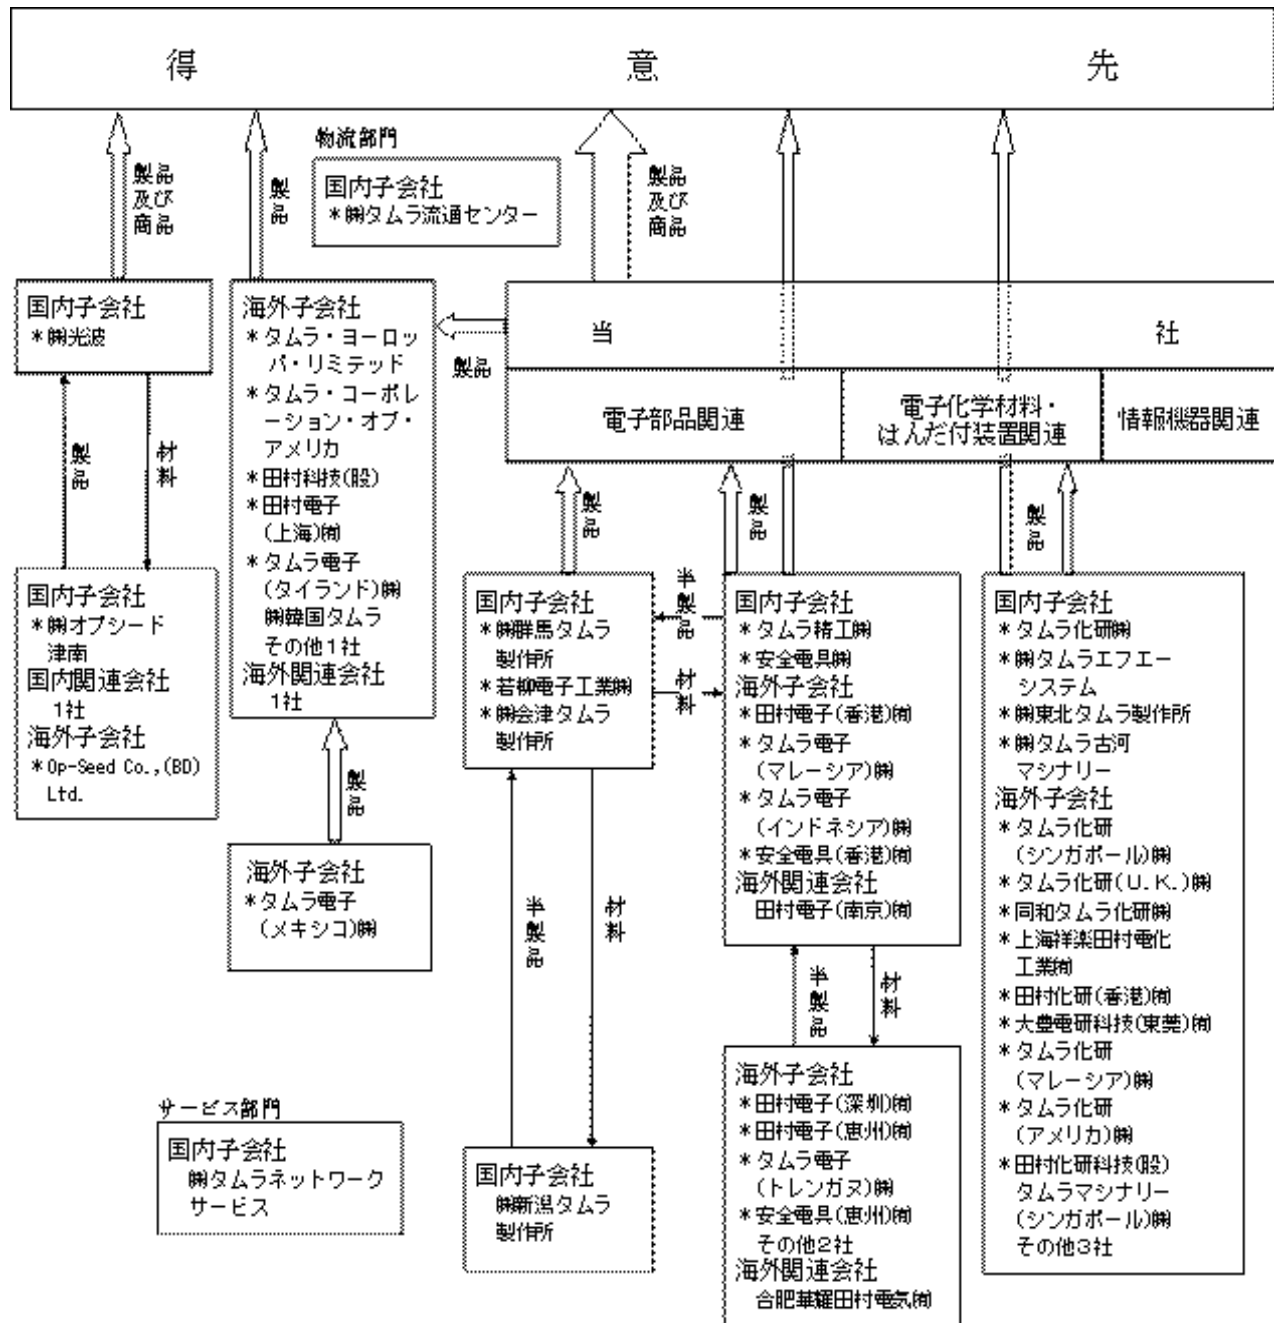 得意先
物流部門
国内子会社
*㈱タムラ流通センター
製品
及び
商品
製品
製品
及び
商品
国内子会社
*㈱光波
海外子会社
*タムラ・ヨーロッ
パ・リミテッド
*タムラ・コーポレ
ーション・オブ・
アメリカ
*田村科技(股)
*田村電子
(上海)㈲
*タムラ電子
(タイランド)㈱
㈱韓国タムラ
その他1社
海外関連会社
1社
製品
当社
電子部品関連
電子化学材料・
はんだ付装置関連
情報機器関連
製品
材料
製品
製品
製品
国内子会社
*㈱オプシード
津南
国内関連会社
1社
海外子会社
*Op-Seed Co.,(BD)
Ltd.
製品
海外子会社
*タムラ電子
(メキシコ)㈱
国内子会社
*㈱群馬タムラ
製作所
*若柳電子工業㈱
*㈱会津タムラ
製作所
半製品
材料
国内子会社
*タムラ精工㈱
*安全電具㈱
海外子会社
*田村電子(香港)㈲
*タムラ電子
(マレーシア)㈱
*タムラ電子
(インドネシア)㈱
*安全電具(香港)㈲
海外関連会社
田村電子(南京)㈲
国内子会社
*タムラ化研㈱
*㈱タムラエフエー
システム
*㈱東北タムラ製作所
*㈱タムラ古河
マシナリー
海外子会社
*タムラ化研
(シンガポール)㈱
*タムラ化研(U.K.)㈱
*同和タムラ化研㈱
*上海祥楽田村電化
工業㈲
*田村化研(香港)㈲
*大豊電研科技(東莞)㈲
*タムラ化研
(マレーシア)㈱
*タムラ化研
(アメリカ)㈱
*田村化研科技(股)
タムラマシナリー
(シンガポール)㈱
その他3社
半製品
材料
半製品
材料
サービス部門
国内子会社
㈱タムラネットワーク
サービス
国内子会社
㈱新潟タムラ
製作所
海外子会社
*田村電子(深圳)㈲
*田村電子(恵州)㈲
*タムラ電子
(トレンガヌ)㈱
*安全電具(恵州)㈲
その他2社
海外関連会社
合肥華耀田村電気㈲